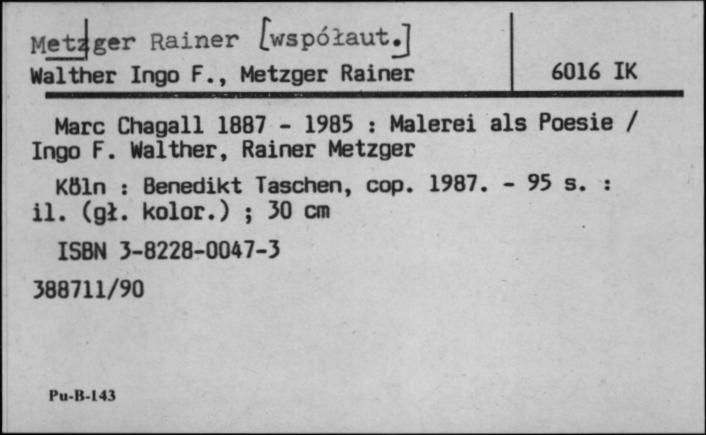 Metzger Rainer [współaut.]
Walther Ingo F., Metzger Rainer 6016 IK
Marc Chagall 1887 - 1985 : Malerei als Poesie /
Ingo F. Walther, Rainer Metzger
Köln : Benedikt Taschen, cop. 1987. - 95 s. :
il. (gł. kolor.) ; 30 cm
ISBN 3-8228-0047-3
388711/90
Pu-B-143